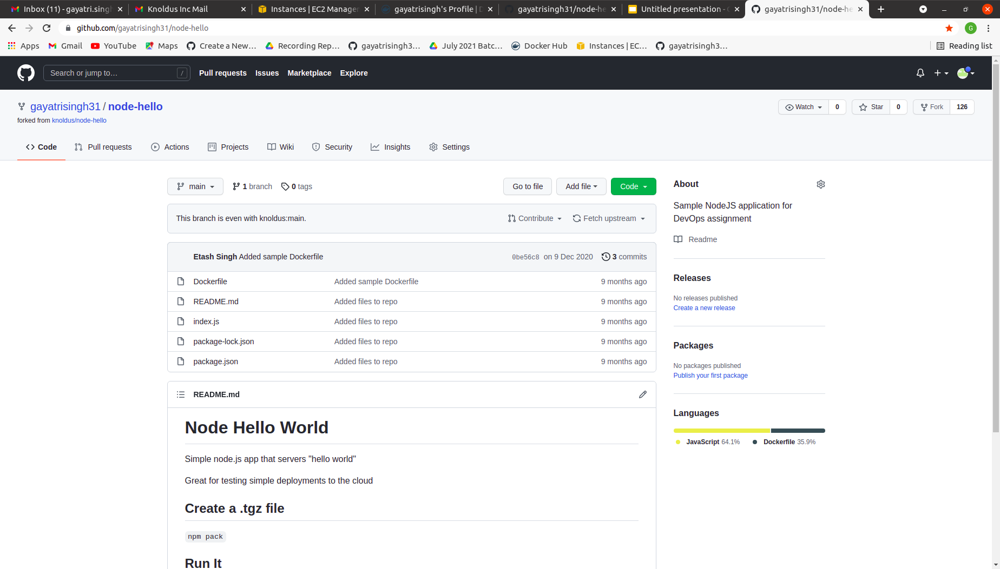 Inbox (11) - gayatri.singh
Knoldus Inc Mail
Instances | EC2 Manager
gayatrisingh's Profile | D
gayatrisingh31/node-he
Untitled presentation -
gayatrisingh31/node-he
github.com/gayatrisingh31/node-hello
G
Apps
Gmail
YouTube
Maps
Create a New…
Recording Rep…
gayatrisingh3…
July 2021 Batc…
Docker Hub
Instances | EC…
gayatrisingh3…
Reading list
Search or jump to…
/
Pull requests
Issues
Marketplace
Explore
gayatrisingh31 / node-hello
forked from knoldus/node-hello
Watch 0
Star 0
Fork 126
Code
Pull requests
Actions
Projects
Wiki
Security
Insights
Settings
main
1 branch
0 tags
Go to file
Add file
Code
This branch is even with knoldus:main.
Contribute
Fetch upstream
Etash Singh Added sample Dockerfile
0be56c8 on 9 Dec 2020
3 commits
Dockerfile Added sample Dockerfile 9 months ago
README.md Added files to repo 9 months ago
index.js Added files to repo 9 months ago
package-lock.json Added files to repo 9 months ago
package.json Added files to repo 9 months ago
README.md
Node Hello World
Simple node.js app that servers "hello world"
Great for testing simple deployments to the cloud
Create a .tgz file
npm pack
Run It
About
Sample NodeJS application for
DevOps assignment
Readme
Releases
No releases published
Create a new release
Packages
No packages published
Publish your first package
Languages
JavaScript 64.1%
Dockerfile 35.9%